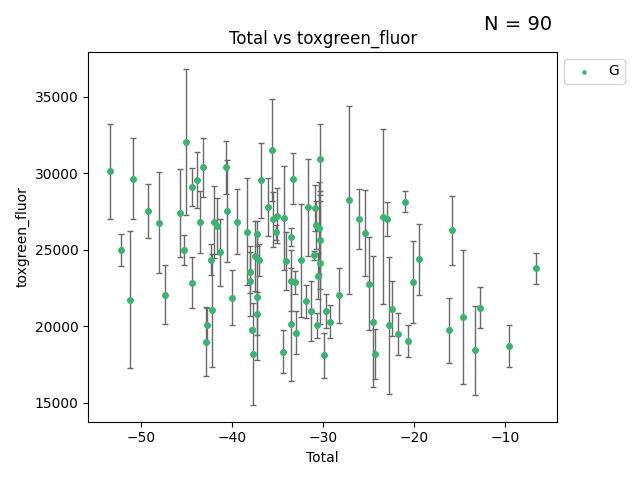 N = 90
Total vs toxgreen_fluor
G
toxgreen_fluor
35000
30000
25000
20000
15000
−50 −40 −30 −20 −10
Total